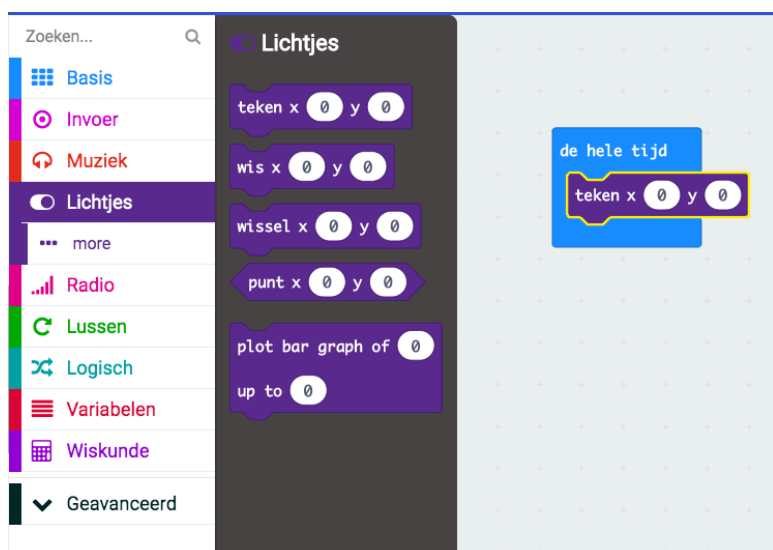 Zoeken...
Basis
Invoer
Muziek
Lichtjes
more
Radio
Lussen
Logisch
Variabelen
Wiskunde
Geavanceerd
Lichtjes
teken x 0 y 0
wis x 0 y 0
wissel x 0 y 0
punt x 0 y 0
plot bar graph of 0
up to 0
de hele tijd
teken x 0 y 0